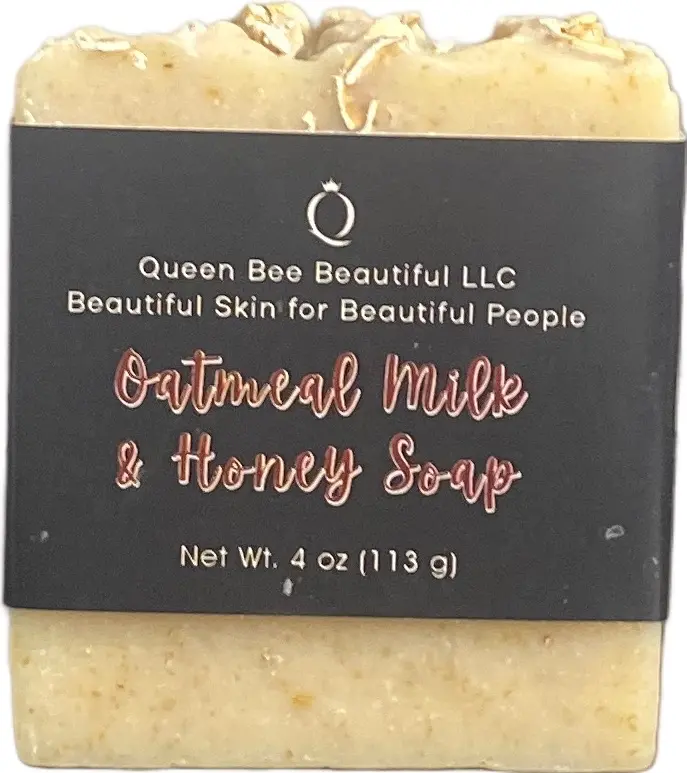 Q
Queen Bee Beautiful LLC
Beautiful Skin for Beautiful People
Oatmeal Milk
& Honey Soap
Net Wt. 4 oz (113 g)